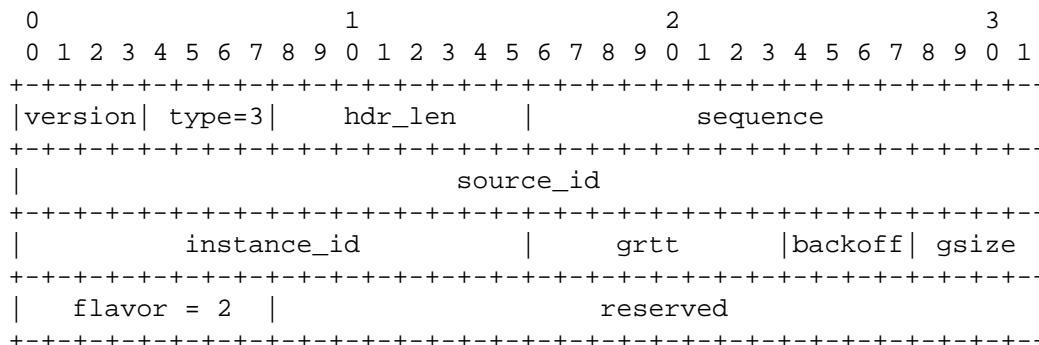 0 1 2 3
0 1 2 3 4 5 6 7 8 9 0 1 2 3 4 5 6 7 8 9 0 1 2 3 4 5 6 7 8 9 0 1
+-+-+-+-+-+-+-+-+-+-+-+-+-+-+-+-+-+-+-+-+-+-+-+-+-+-+-+-+-+-+-+--
|version| type=3| hdr_len | sequence
+-+-+-+-+-+-+-+-+-+-+-+-+-+-+-+-+-+-+-+-+-+-+-+-+-+-+-+-+-+-+-+--
| source_id
+-+-+-+-+-+-+-+-+-+-+-+-+-+-+-+-+-+-+-+-+-+-+-+-+-+-+-+-+-+-+-+--
| instance_id | grtt |backoff| gsize
+-+-+-+-+-+-+-+-+-+-+-+-+-+-+-+-+-+-+-+-+-+-+-+-+-+-+-+-+-+-+-+--
| flavor = 2 | reserved
+-+-+-+-+-+-+-+-+-+-+-+-+-+-+-+-+-+-+-+-+-+-+-+-+-+-+-+-+-+-+-+--